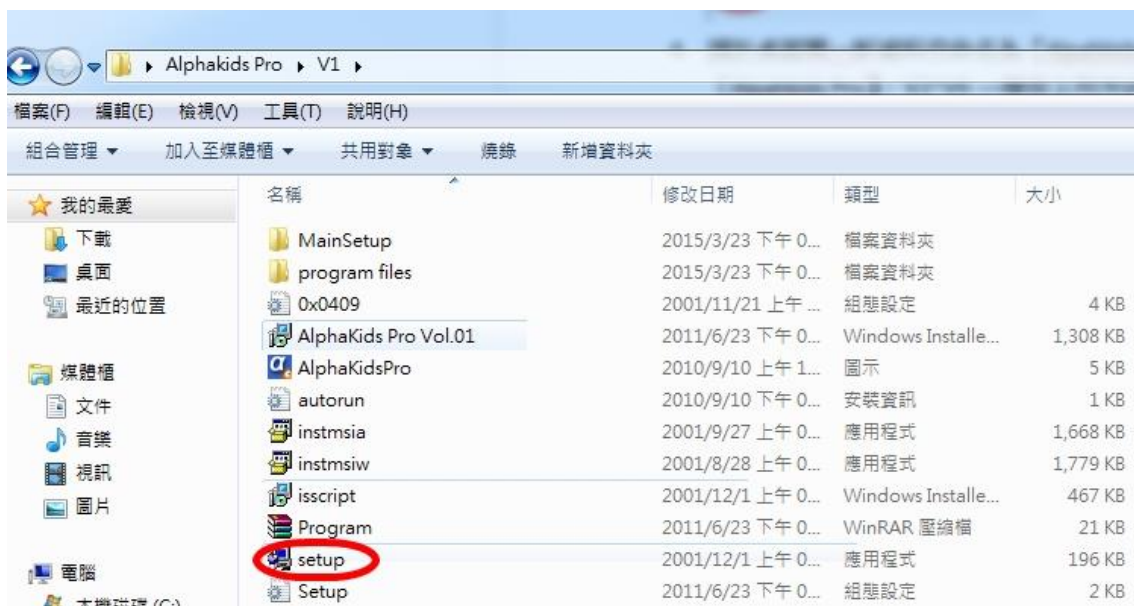 Alphakids Pro ▸ V1 ▸
檔案(F) 編輯(E) 檢視(V) 工具(T) 說明(H)
組合管理 ▼ 加入至媒體櫃 ▼ 共用對象 ▼ 燒錄 新增資料夾
我的最愛
下載
桌面
最近的位置
媒體櫃
文件
音樂
視訊
圖片
電腦
本機磁碟 (C:)
名稱 修改日期 類型 大小
MainSetup 2015/3/23 下午 0... 檔案資料夾
program files 2015/3/23 下午 0... 檔案資料夾
0x0409 2001/11/21 上午 ... 組態設定 4 KB
AlphaKids Pro Vol.01 2011/6/23 下午 0... Windows Installe... 1,308 KB
AlphaKidsPro 2010/9/10 上午 1... 圖示 5 KB
autorun 2010/9/10 下午 0... 安裝資訊 1 KB
instmsia 2001/9/27 上午 0... 應用程式 1,668 KB
instmsiw 2001/8/28 上午 0... 應用程式 1,779 KB
isscript 2001/12/1 上午 0... Windows Installe... 467 KB
Program 2011/6/23 下午 0... WinRAR 壓縮檔 21 KB
setup 2001/12/1 上午 0... 應用程式 196 KB
Setup 2011/6/23 下午 0... 組態設定 2 KB